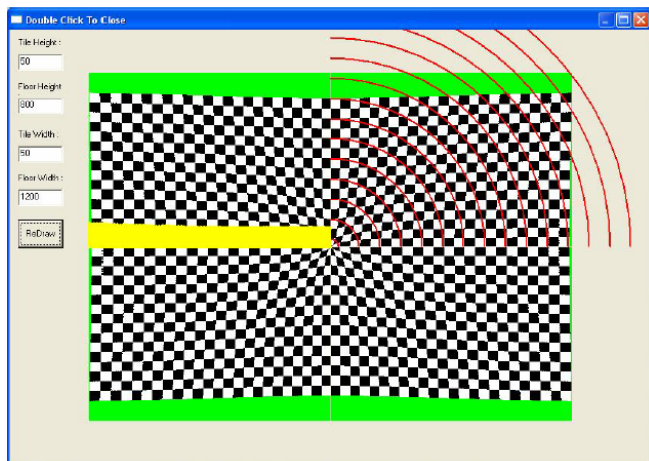 Double Click To Close
Tile Height :
50
Floor Height
800
Tile Width :
50
Floor Width :
1200
ReDraw